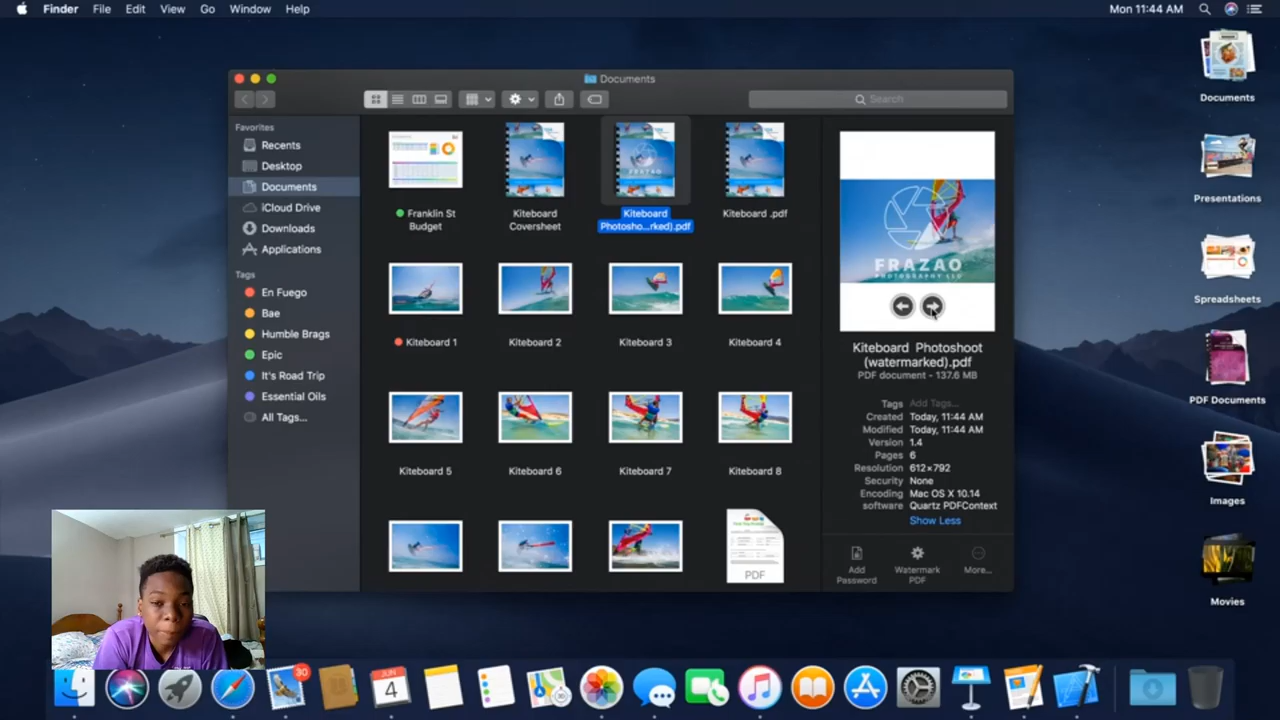 Finder File Edit View Go Window Help
Mon 11:44 AM
Documents
Search
Favorites
Recents
Desktop
Documents
iCloud Drive
Downloads
Applications
Tags
En Fuego
Bae
Humble Brags
Epic
It's Road Trip
Essential Oils
All Tags...
Franklin St
Budget
Kiteboard
Coversheet
Kiteboard
Photosho...rked).pdf
Kiteboard .pdf
Kiteboard 1
Kiteboard 2
Kiteboard 3
Kiteboard 4
Kiteboard 5
Kiteboard 6
Kiteboard 7
Kiteboard 8
PDF
FRAZAO
PHOTOGRAPHY LLC
Kiteboard Photoshoot
(watermarked).pdf
PDF document - 137.6 MB
Tags Add Tags...
Created Today, 11:44 AM
Modified Today, 11:44 AM
Version 1.4
Pages 6
Resolution 612×792
Security None
Encoding Mac OS X 10.14
software Quartz PDFContext
Show Less
Add
Password
Watermark
PDF
More...
Documents
Presentations
Spreadsheets
PDF Documents
Images
Movies
30
JUN
4